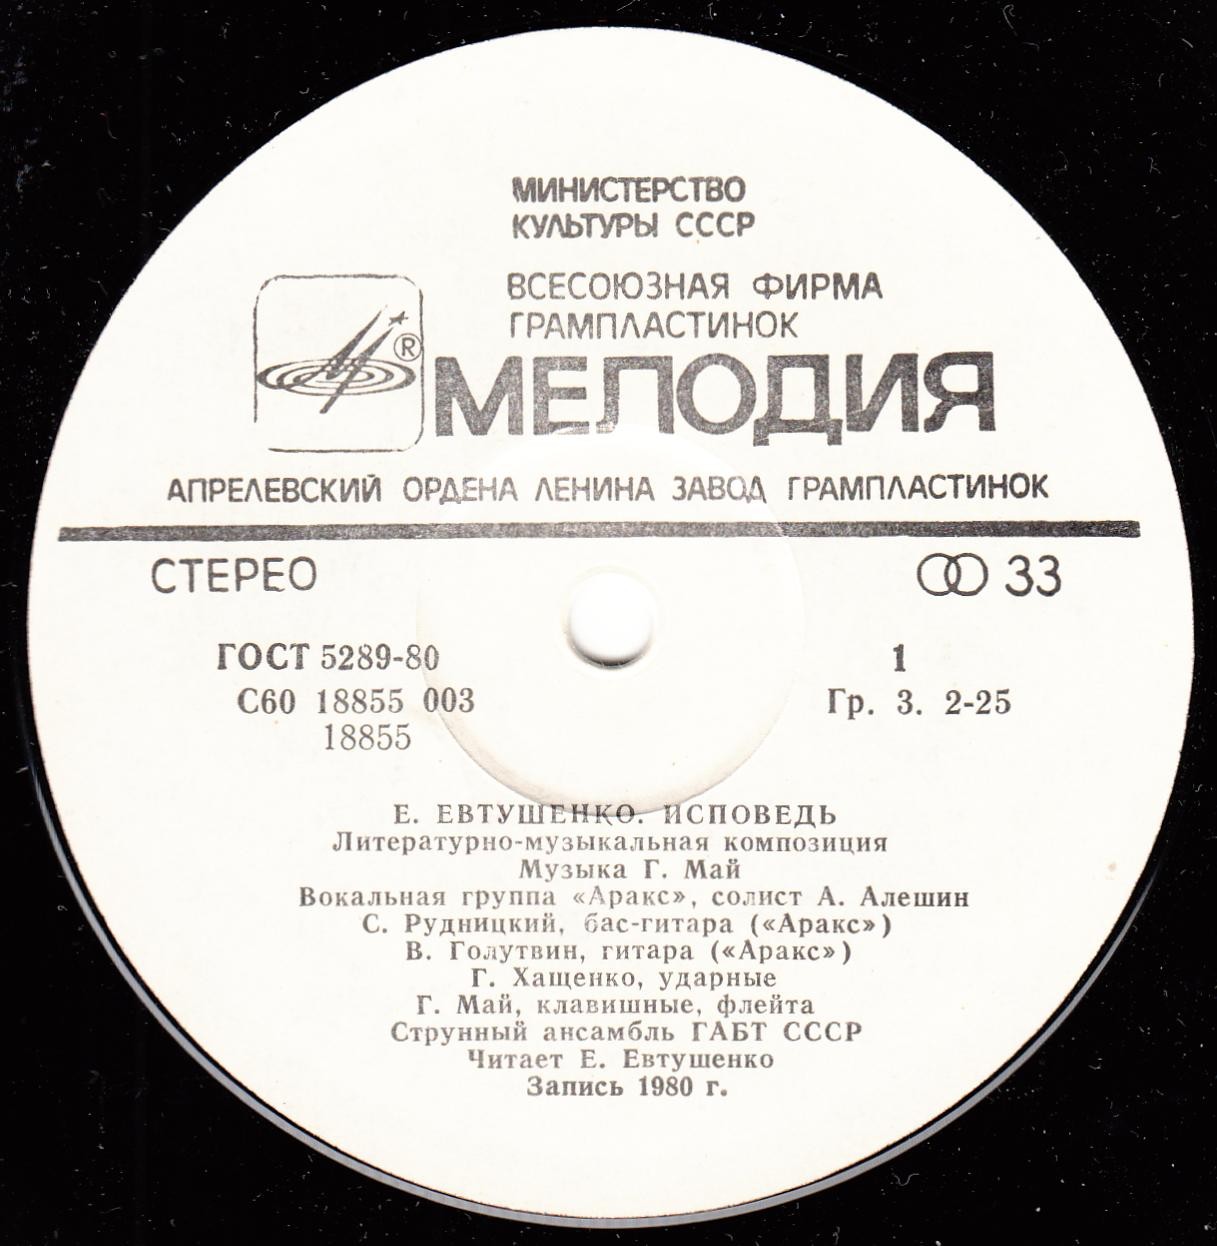 МИНИСТЕРСТВО
КУЛЬТУРЫ СССР
ВСЕСОЮЗНАЯ ФИРМА
ГРАМПЛАСТИНОК
®
МЕЛОДИЯ
АПРЕЛЕВСКИЙ ОРДЕНА ЛЕНИНА ЗАВОД ГРАМПЛАСТИНОК
СТЕРЕО 33
ГОСТ 5289-80 1
С60 18855 003 Гр. 3. 2-25
18855
Е. ЕВТУШЕНКО. ИСПОВЕДЬ
Литературно-музыкальная композиция
Музыка Г. Май
Вокальная группа «Аракс», солист А. Алешин
С. Рудницкий, бас-гитара («Аракс»)
В. Голутвин, гитара («Аракс»)
Г. Хащенко, ударные
Г. Май, клавишные, флейта
Струнный ансамбль ГАБТ СССР
Читает Е. Евтушенко
Запись 1980 г.